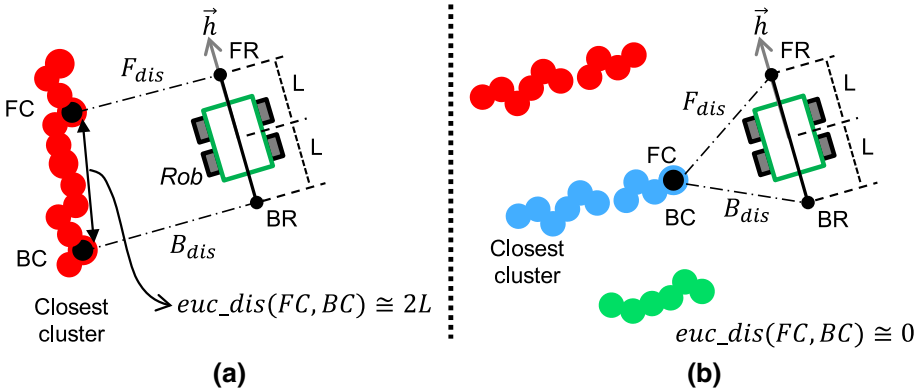 h⃗
FR
F_dis
L
FC
L
Rob
BC
B_dis
BR
Closest
cluster
euc_dis(FC, BC) ≅ 2L
(a)
h⃗
FR
F_dis
L
FC
L
BC
B_dis
BR
Closest
cluster
euc_dis(FC, BC) ≅ 0
(b)